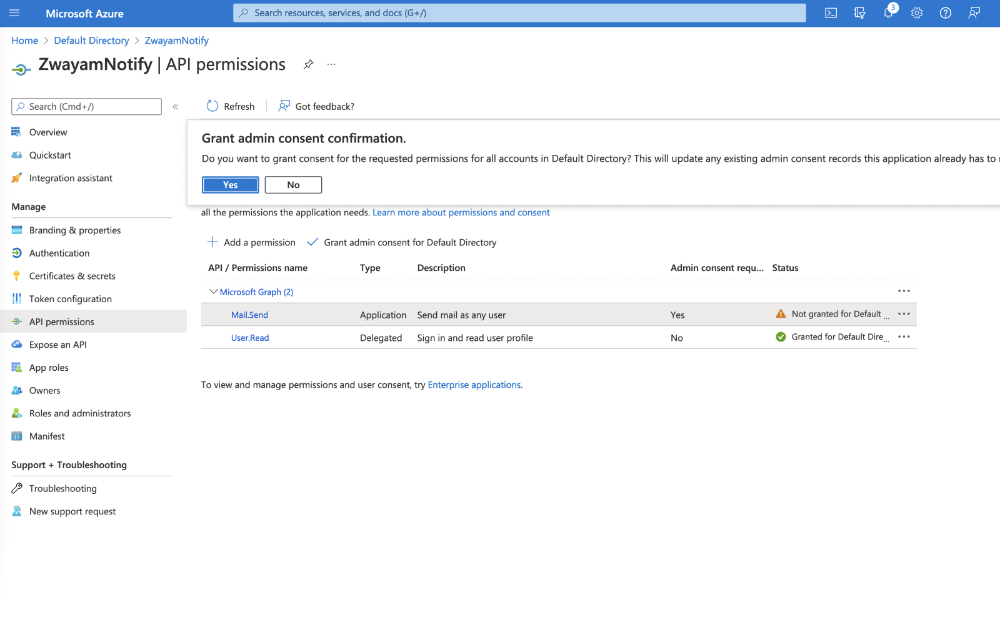 Microsoft Azure
Search resources, services, and docs (G+/)
3
Home > Default Directory > ZwayamNotify
ZwayamNotify | API permissions
Search (Cmd+/)
«
Refresh
Got feedback?
Overview
Quickstart
Integration assistant
Manage
Branding & properties
Authentication
Certificates & secrets
Token configuration
API permissions
Expose an API
App roles
Owners
Roles and administrators
Manifest
Support + Troubleshooting
Troubleshooting
New support request
Grant admin consent confirmation.
Do you want to grant consent for the requested permissions for all accounts in Default Directory? This will update any existing admin consent records this application already has to
Yes
No
all the permissions the application needs. Learn more about permissions and consent
Add a permission
Grant admin consent for Default Directory
API / Permissions name Type Description Admin consent requ... Status
Microsoft Graph (2)
Mail.Send Application Send mail as any user Yes Not granted for Default ...
User.Read Delegated Sign in and read user profile No Granted for Default Dire...
To view and manage permissions and user consent, try Enterprise applications.